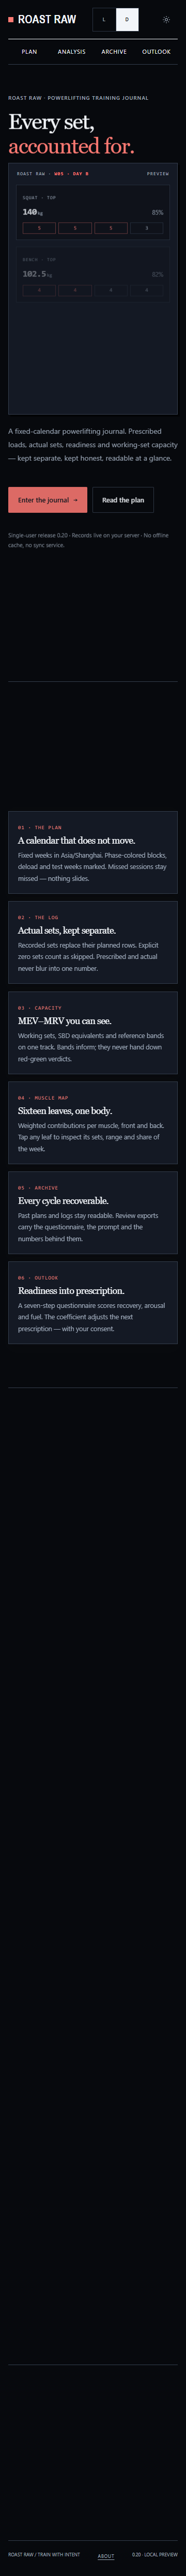 ROAST RAW
L D
PLAN ANALYSIS ARCHIVE OUTLOOK
ROAST RAW · POWERLIFTING TRAINING JOURNAL
Every set,
accounted for.
ROAST RAW · W05 · DAY B PREVIEW
SQUAT · TOP
140kg 85%
5 5 5 5
BENCH · TOP
102.5kg 82%
4 4 4 4
A fixed-calendar powerlifting journal. Prescribed
loads, actual sets, readiness and working-set capacity
— kept separate, kept honest, readable at a glance.
Enter the journal →
Read the plan
Single-user release 0.20 · Records live on your server · No offline
cache, no sync service.
01 · THE PLAN
A calendar that does not move.
Fixed weeks in Asia/Shanghai. Phase-colored blocks,
deload and test weeks marked. Missed sessions stay
missed — nothing slides.
02 · THE LOG
Actual sets, kept separate.
Recorded sets replace their planned rows. Explicit
zero sets count as skipped. Prescribed and actual
never blur into one number.
03 · CAPACITY
MEV–MRV you can see.
Working sets, SBD equivalents and reference bands
on one track. Bands inform; they never hand down
red-green verdicts.
04 · MUSCLE MAP
Sixteen leaves, one body.
Weighted contributions per muscle, front and back.
Tap any leaf to inspect its sets, range and share of
the week.
05 · ARCHIVE
Every cycle recoverable.
Past plans and logs stay readable. Review exports
carry the questionnaire, the prompt and the
numbers behind them.
06 · OUTLOOK
Readiness into prescription.
A seven-step questionnaire scores recovery, arousal
and fuel. The coefficient adjusts the next
prescription — with your consent.
ROAST RAW / TRAIN WITH INTENT ABOUT 0.20 · LOCAL PREVIEW